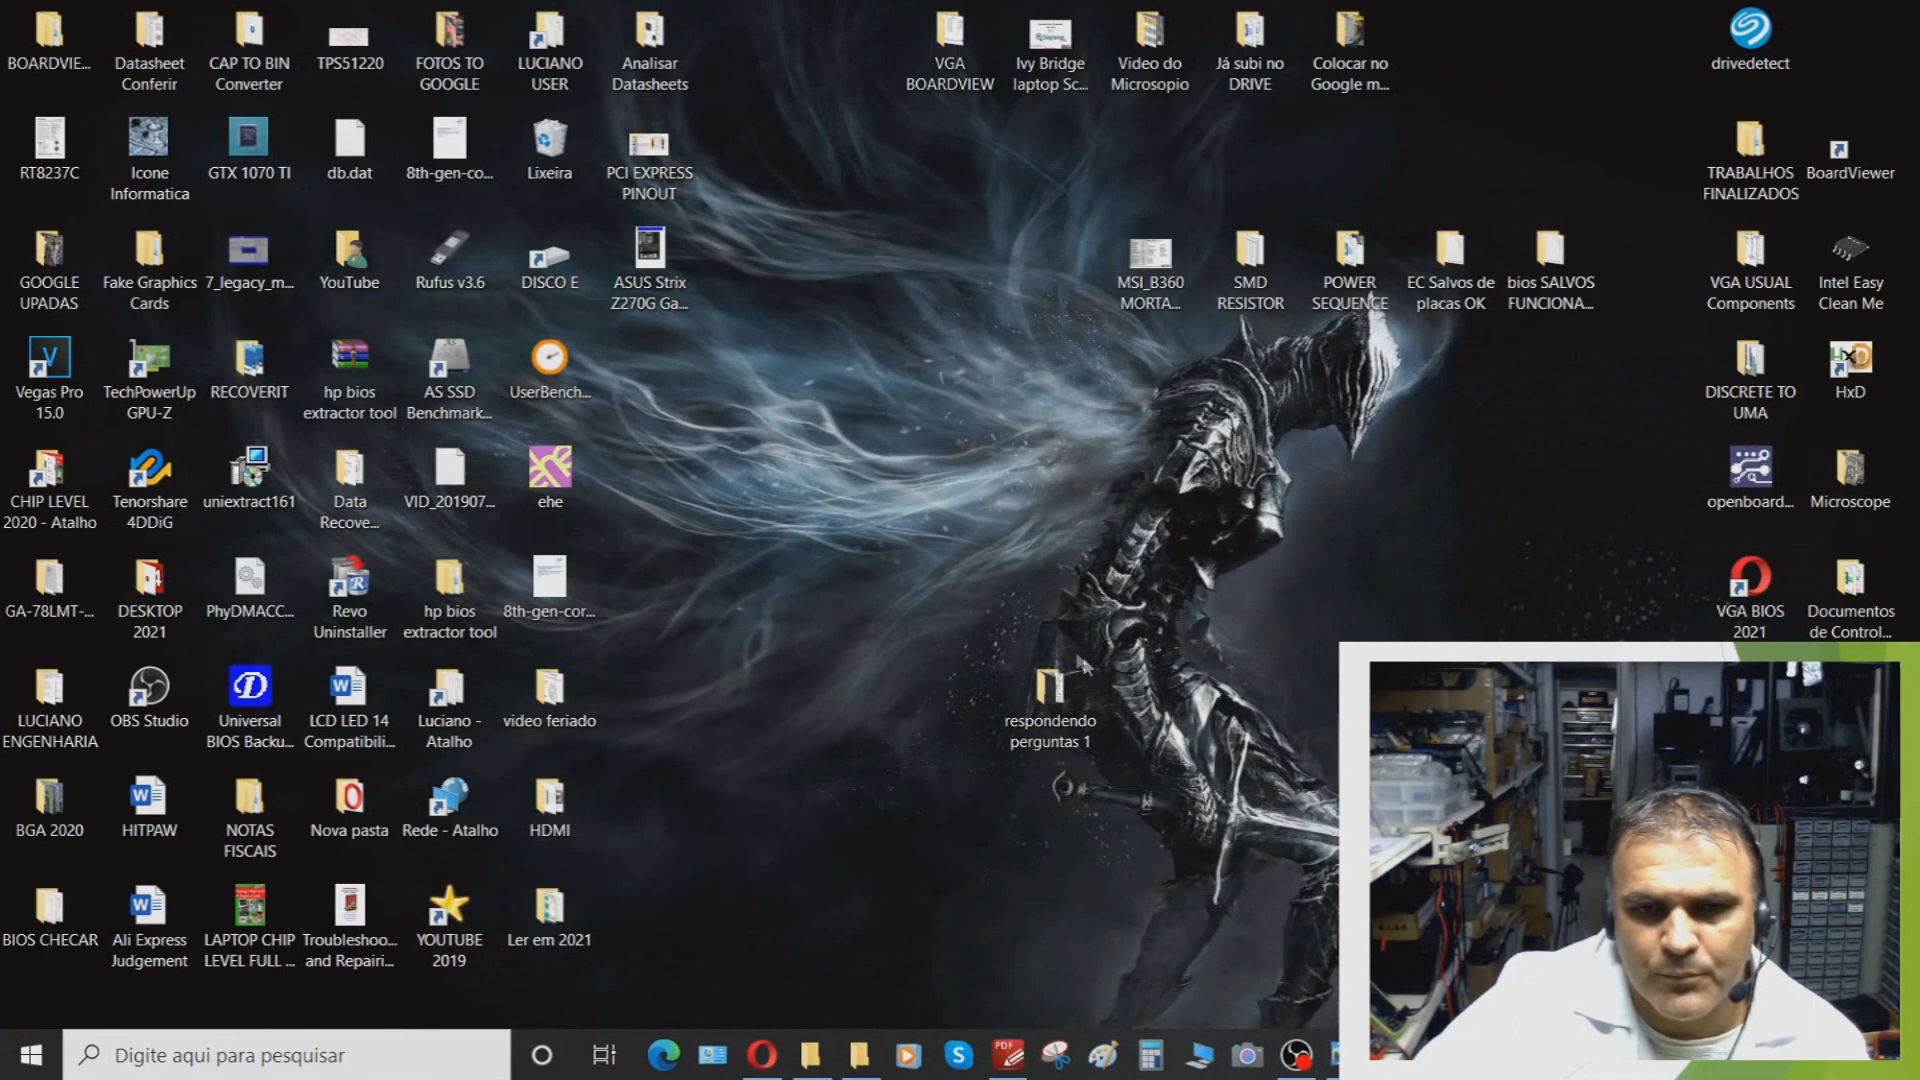 BOARDVIE...
Datasheet
Conferir
CAP TO BIN
Converter
TPS51220
FOTOS TO
GOOGLE
LUCIANO
USER
Analisar
Datasheets
VGA
BOARDVIEW
Ivy Bridge
laptop Sc...
Video do
Microsopio
Já subi no
DRIVE
Colocar no
Google m...
drivedetect
RT8237C
Icone
Informatica
GTX 1070 TI
db.dat
8th-gen-co...
Lixeira
PCI EXPRESS
PINOUT
TRABALHOS
FINALIZADOS
BoardViewer
GOOGLE
UPADAS
Fake Graphics
Cards
7_legacy_m...
YouTube
Rufus v3.6
DISCO E
ASUS Strix
Z270G Ga...
MSI_B360
MORTA...
SMD
RESISTOR
POWER
SEQUENCE
EC Salvos de
placas OK
bios SALVOS
FUNCIONA...
VGA USUAL
Components
Intel Easy
Clean Me
Vegas Pro
15.0
TechPowerUp
GPU-Z
RECOVERIT
hp bios
extractor tool
AS SSD
Benchmark...
UserBench...
DISCRETE TO
UMA
HxD
CHIP LEVEL
2020 - Atalho
Tenorshare
4DDiG
uniextract161
Data
Recove...
VID_201907...
ehe
openboard...
Microscope
GA-78LMT-...
DESKTOP
2021
PhyDMACC...
Revo
Uninstaller
hp bios
extractor tool
8th-gen-cor...
VGA BIOS
2021
Documentos
de Control...
LUCIANO
ENGENHARIA
OBS Studio
Universal
BIOS Backu...
LCD LED 14
Compatibili...
Luciano -
Atalho
video feriado
respondendo
perguntas 1
BGA 2020
HITPAW
NOTAS
FISCAIS
Nova pasta
Rede - Atalho
HDMI
BIOS CHECAR
Ali Express
Judgement
LAPTOP CHIP
LEVEL FULL ...
Troubleshoo...
and Repairi...
YOUTUBE
2019
Ler em 2021
Digite aqui para pesquisar
PDF